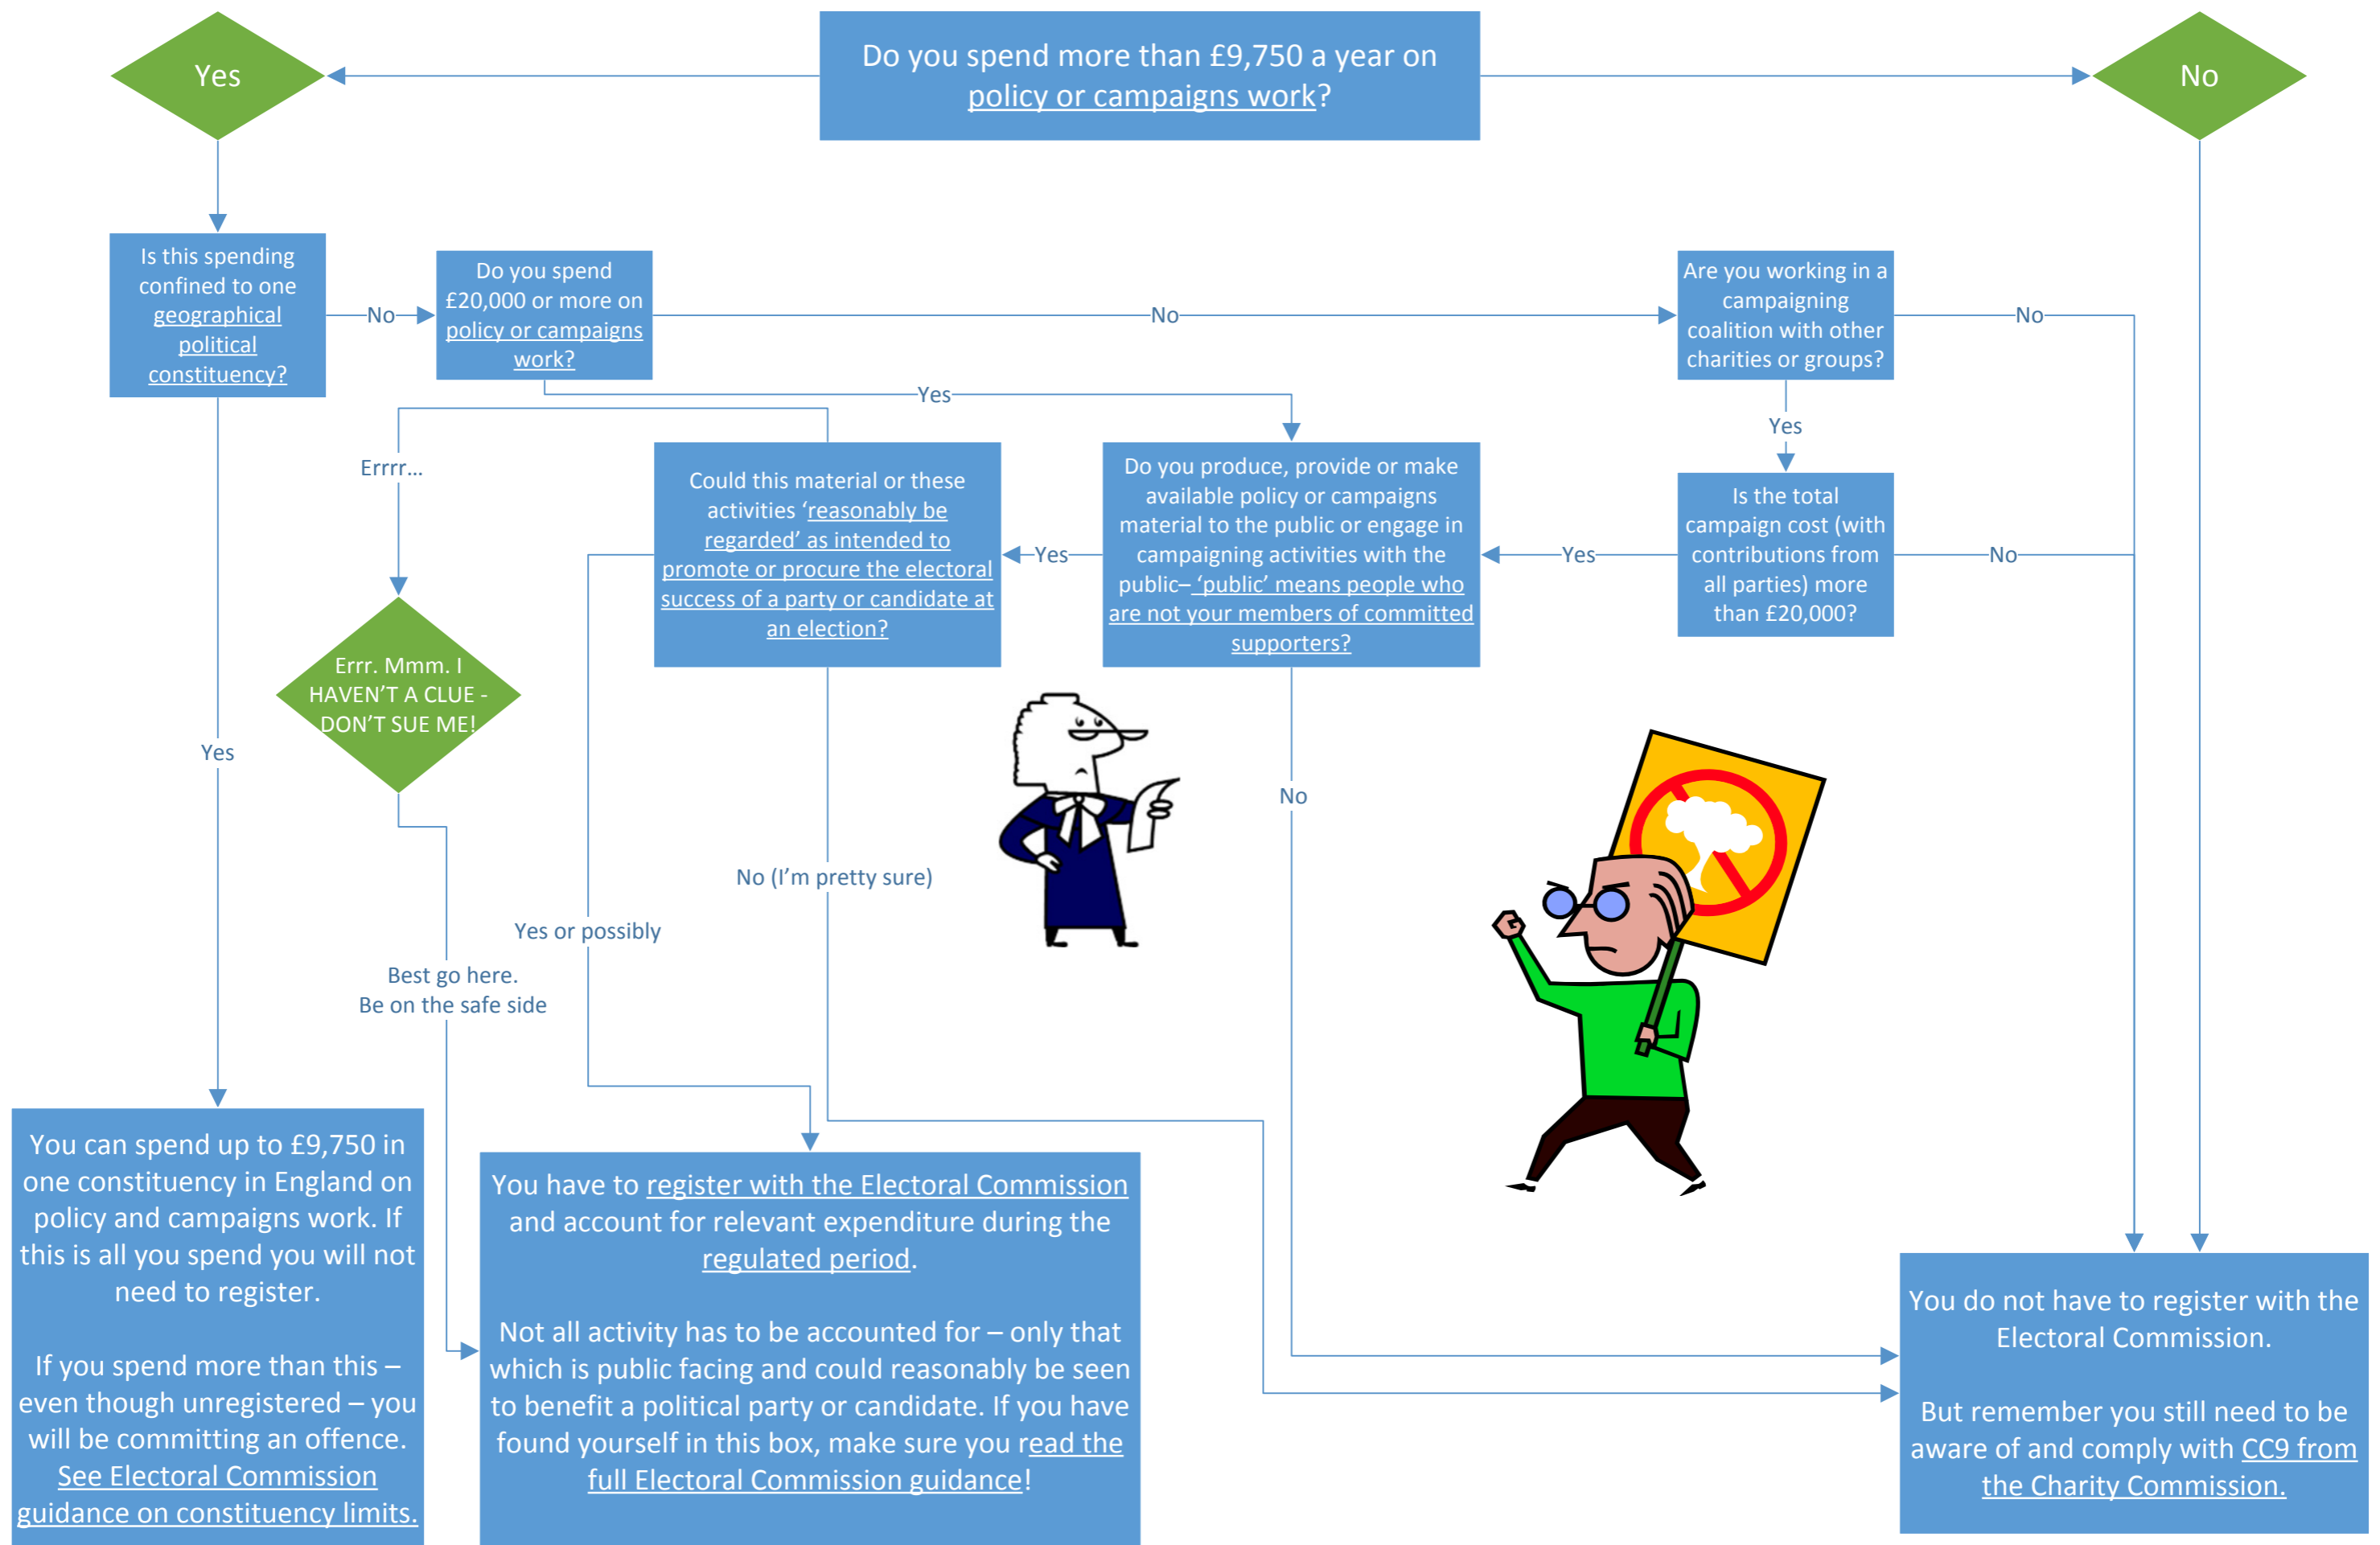 Yes
Do you spend more than £9,750 a year on
policy or campaigns work?
No
Is this spending
confined to one
geographical
political
constituency?
No
Do you spend
£20,000 or more on
policy or campaigns
work?
No
Are you working in a
campaigning
coalition with other
charities or groups?
No
Yes
Yes
Errrr...
Could this material or these
activities ‘reasonably be
regarded’ as intended to
promote or procure the electoral
success of a party or candidate at
an election?
Yes
Do you produce, provide or make
available policy or campaigns
material to the public or engage in
campaigning activities with the
public– ‘public’ means people who
are not your members of committed
supporters?
Yes
Is the total
campaign cost (with
contributions from
all parties) more
than £20,000?
No
Errr. Mmm. I
HAVEN’T A CLUE -
DON’T SUE ME!
Yes
No
No (I’m pretty sure)
Yes or possibly
Best go here.
Be on the safe side
You can spend up to £9,750 in
one constituency in England on
policy and campaigns work. If
this is all you spend you will not
need to register.
If you spend more than this –
even though unregistered – you
will be committing an offence.
See Electoral Commission
guidance on constituency limits.
You have to register with the Electoral Commission
and account for relevant expenditure during the
regulated period.
Not all activity has to be accounted for – only that
which is public facing and could reasonably be seen
to benefit a political party or candidate. If you have
found yourself in this box, make sure you read the
full Electoral Commission guidance!
You do not have to register with the
Electoral Commission.
But remember you still need to be
aware of and comply with CC9 from
the Charity Commission.